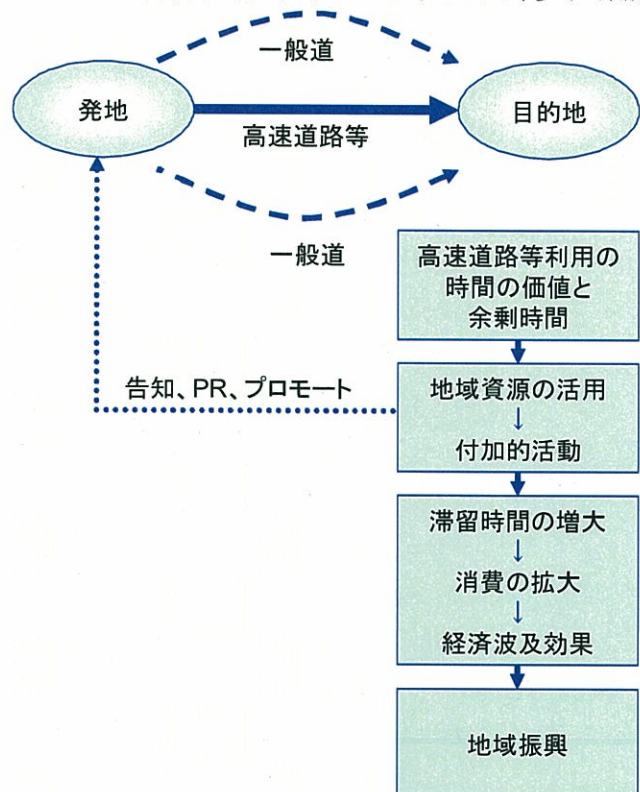 一般道
発地
目的地
高速道路等
一般道
高速道路等利用の
時間の価値と
余剰時間
告知、PR、プロモート
地域資源の活用
↓
付加的活動
滞留時間の増大
↓
消費の拡大
↓
経済波及効果
地域振興